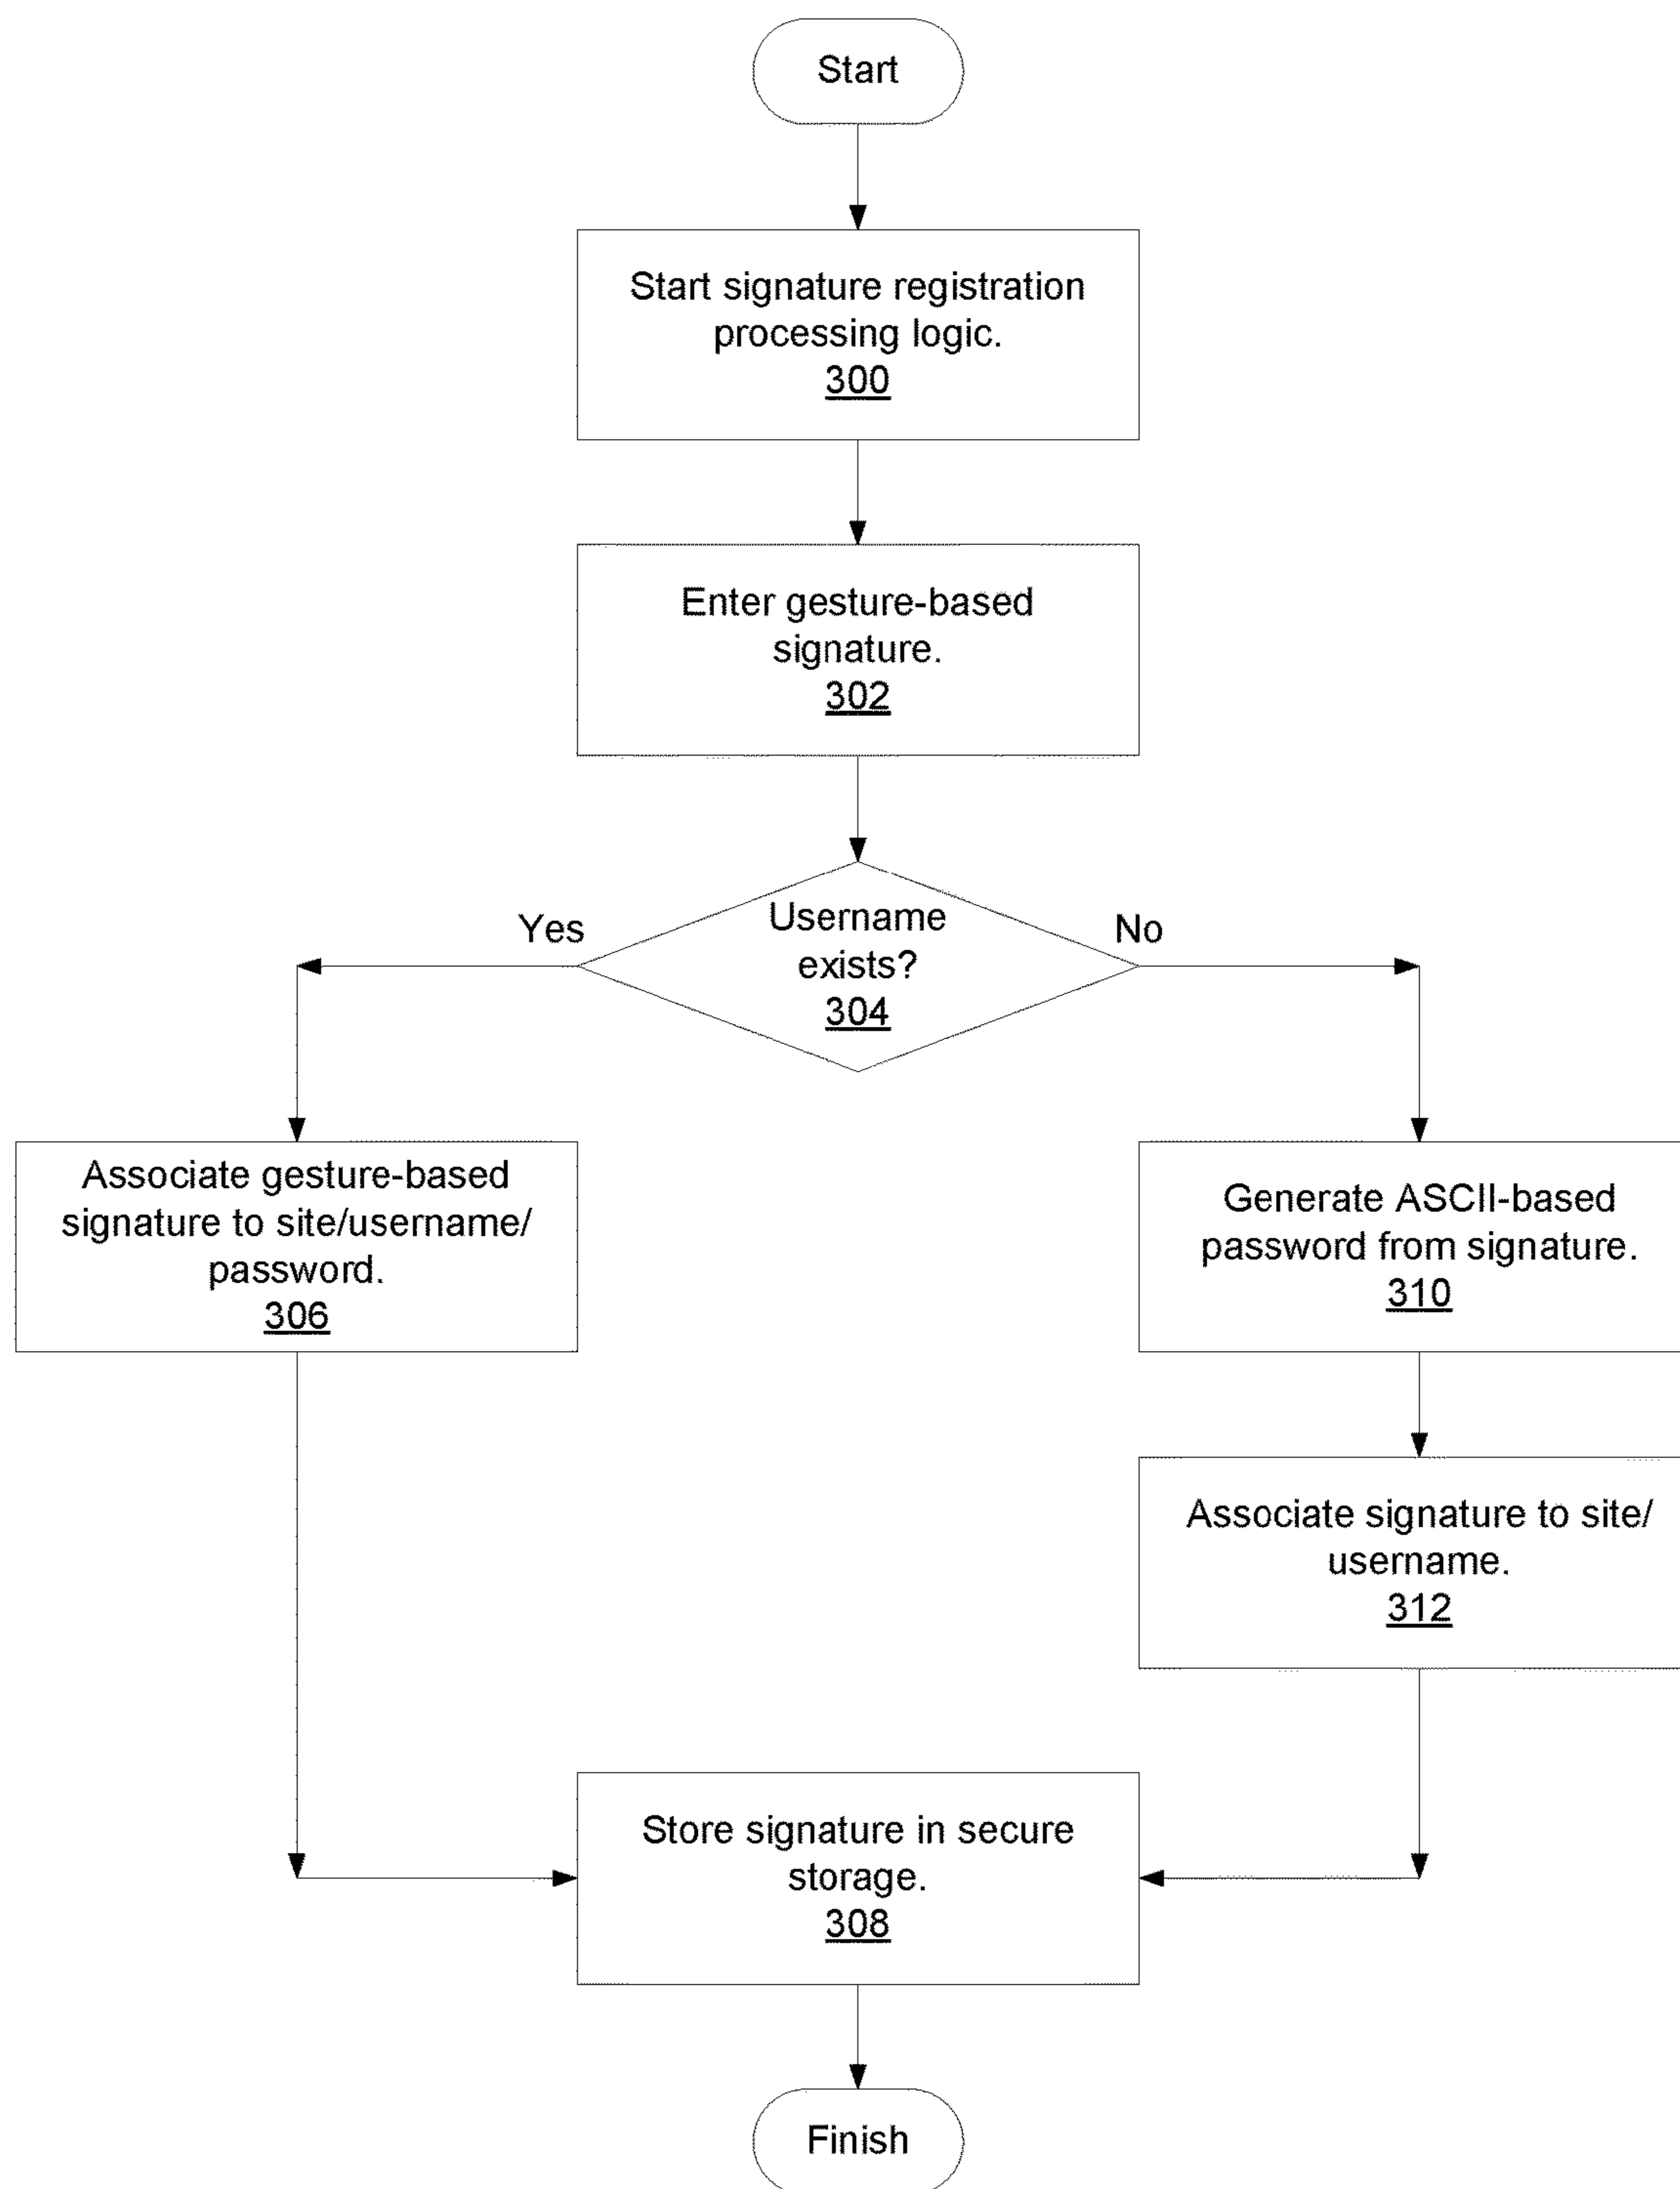 Start
Start signature registration
processing logic.
300
Enter gesture-based
signature.
302
Username
exists?
304
Yes
No
Associate gesture-based
signature to site/username/
password.
306
Generate ASCII-based
password from signature.
310
Associate signature to site/
username.
312
Store signature in secure
storage.
308
Finish